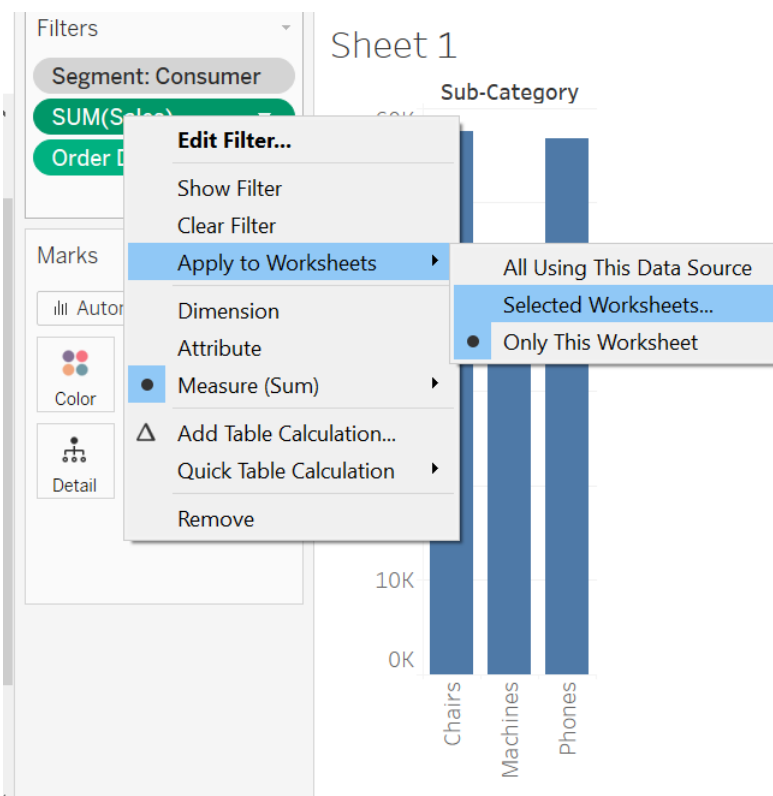 Filters
Segment: Consumer
SUM(Sales)
Order
Edit Filter...
Show Filter
Clear Filter
Apply to Worksheets
Dimension
Attribute
Measure (Sum)
Add Table Calculation...
Quick Table Calculation
Remove
All Using This Data Source
Selected Worksheets...
Only This Worksheet
Marks
Color
Detail
Sheet 1
Sub-Category
10K
0K
Chairs
Machines
Phones